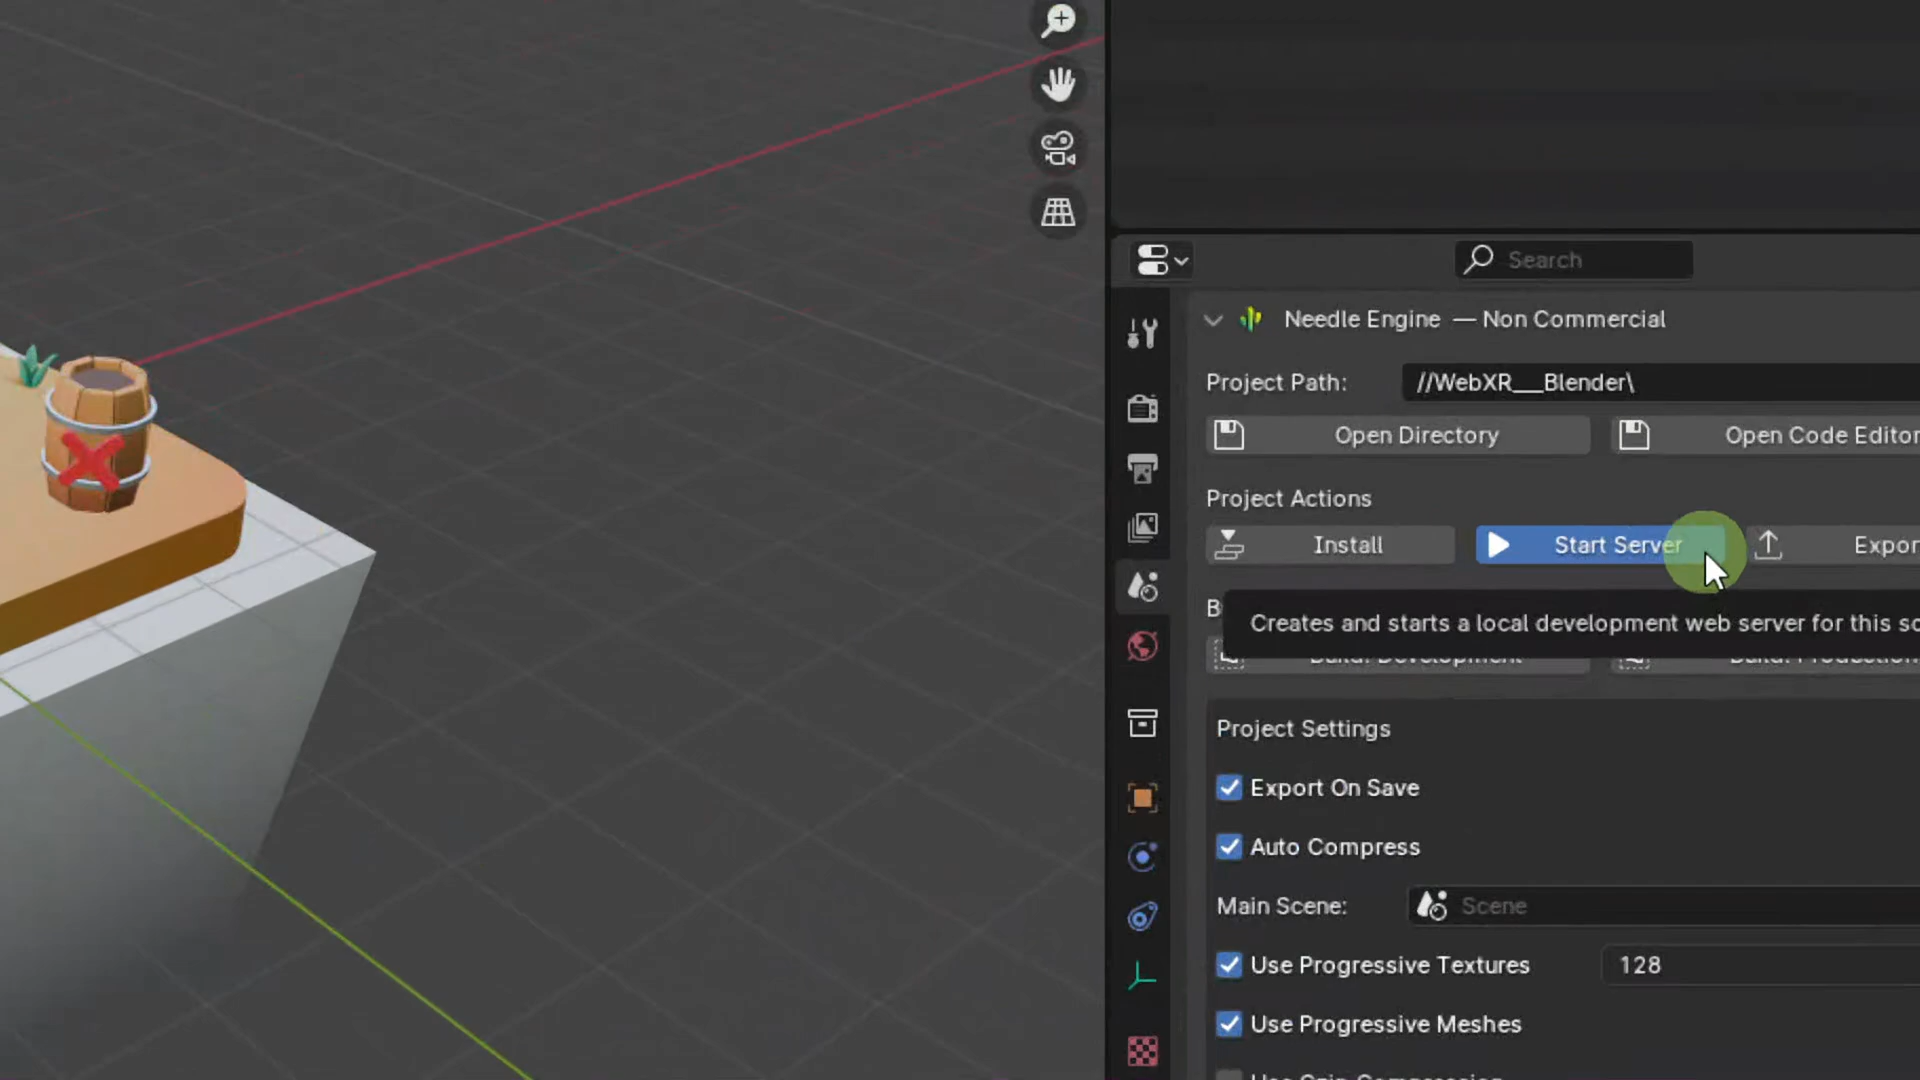 Search
Needle Engine — Non Commercial
Project Path: //WebXR__Blender\
Open Directory Open Code Editor
Project Actions
Install Start Server Expor
B
Creates and starts a local development web server for this sc
Build: Development Build: Production
Project Settings
Export On Save
Auto Compress
Main Scene: Scene
Use Progressive Textures 128
Use Progressive Meshes